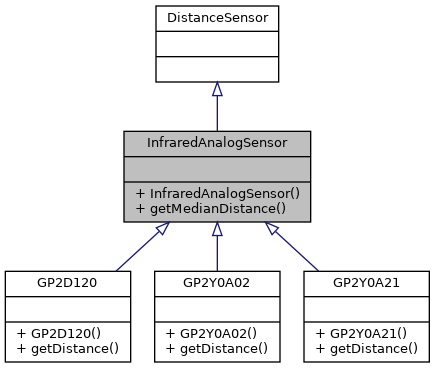 DistanceSensor
InfraredAnalogSensor
+ InfraredAnalogSensor()
+ getMedianDistance()
GP2D120
+ GP2D120()
+ getDistance()
GP2Y0A02
+ GP2Y0A02()
+ getDistance()
GP2Y0A21
+ GP2Y0A21()
+ getDistance()